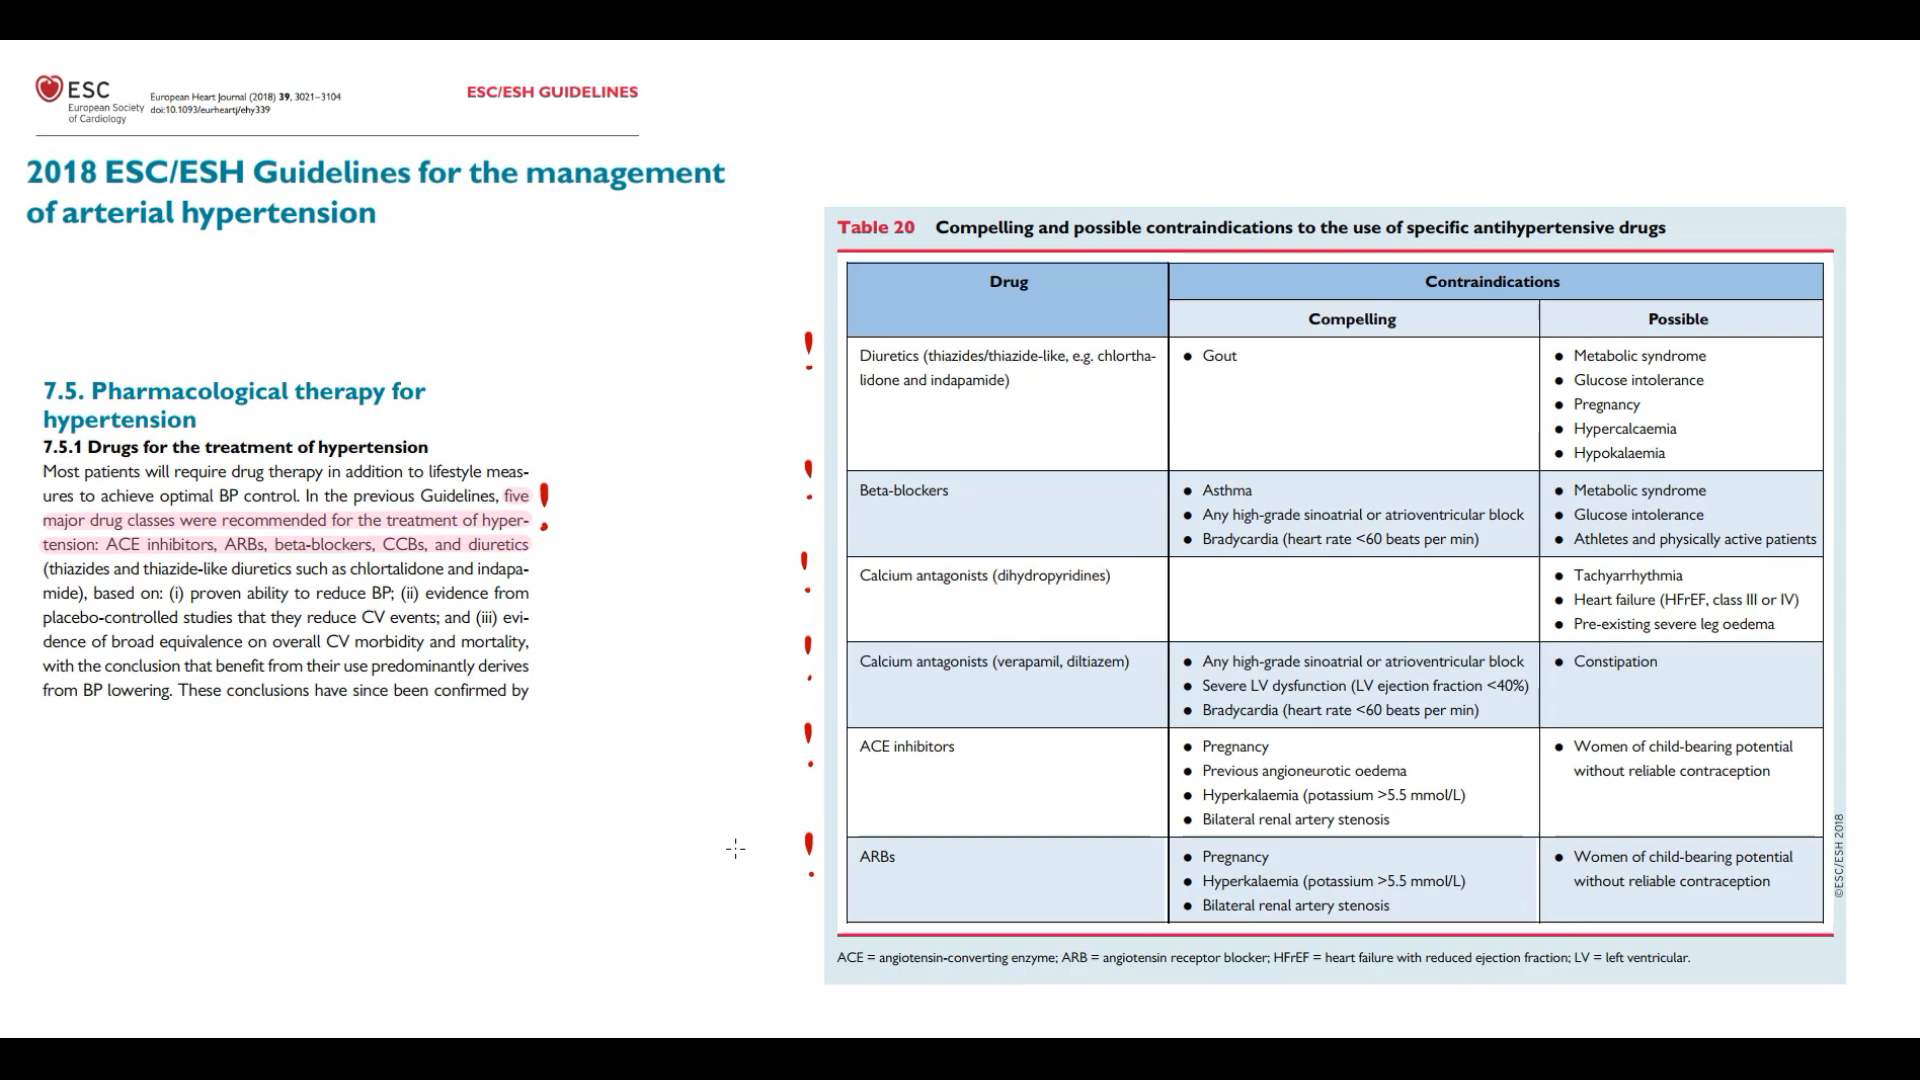 ESC
European Society
of Cardiology
European Heart Journal (2018) 39, 3021–3104
doi:10.1093/eurheartj/ehy339
ESC/ESH GUIDELINES
2018 ESC/ESH Guidelines for the management
of arterial hypertension
7.5. Pharmacological therapy for
hypertension
7.5.1 Drugs for the treatment of hypertension
Most patients will require drug therapy in addition to lifestyle meas-
ures to achieve optimal BP control. In the previous Guidelines, five
major drug classes were recommended for the treatment of hyper-
tension: ACE inhibitors, ARBs, beta-blockers, CCBs, and diuretics
(thiazides and thiazide-like diuretics such as chlortalidone and indapa-
mide), based on: (i) proven ability to reduce BP; (ii) evidence from
placebo-controlled studies that they reduce CV events; and (iii) evi-
dence of broad equivalence on overall CV morbidity and mortality,
with the conclusion that benefit from their use predominantly derives
from BP lowering. These conclusions have since been confirmed by
!
Table 20 Compelling and possible contraindications to the use of specific antihypertensive drugs
Drug
Contraindications
Compelling
Possible
!
Diuretics (thiazides/thiazide-like, e.g. chlortha-
lidone and indapamide)
● Gout
● Metabolic syndrome
● Glucose intolerance
● Pregnancy
● Hypercalcaemia
● Hypokalaemia
!
Beta-blockers
● Asthma
● Any high-grade sinoatrial or atrioventricular block
● Bradycardia (heart rate <60 beats per min)
● Metabolic syndrome
● Glucose intolerance
● Athletes and physically active patients
!
Calcium antagonists (dihydropyridines)
● Tachyarrhythmia
● Heart failure (HFrEF, class III or IV)
● Pre-existing severe leg oedema
!
Calcium antagonists (verapamil, diltiazem)
● Any high-grade sinoatrial or atrioventricular block
● Severe LV dysfunction (LV ejection fraction <40%)
● Bradycardia (heart rate <60 beats per min)
● Constipation
!
ACE inhibitors
● Pregnancy
● Previous angioneurotic oedema
● Hyperkalaemia (potassium >5.5 mmol/L)
● Bilateral renal artery stenosis
● Women of child-bearing potential
without reliable contraception
!
ARBs
● Pregnancy
● Hyperkalaemia (potassium >5.5 mmol/L)
● Bilateral renal artery stenosis
● Women of child-bearing potential
without reliable contraception
©ESC/ESH 2018
ACE = angiotensin-converting enzyme; ARB = angiotensin receptor blocker; HFrEF = heart failure with reduced ejection fraction; LV = left ventricular.